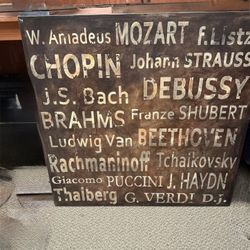 W. Amadeus MOZART f. Listz
CHOPIN Johann STRAUSS
J.S. Bach DEBUSSY
BRAHMS Franze SHUBERT
Ludwig Van BEETHOVEN
Rachmaninoff Tchaikovsky
Giacomo PUCCINI J. HAYDN
Thalberg G. VERDI D.J.